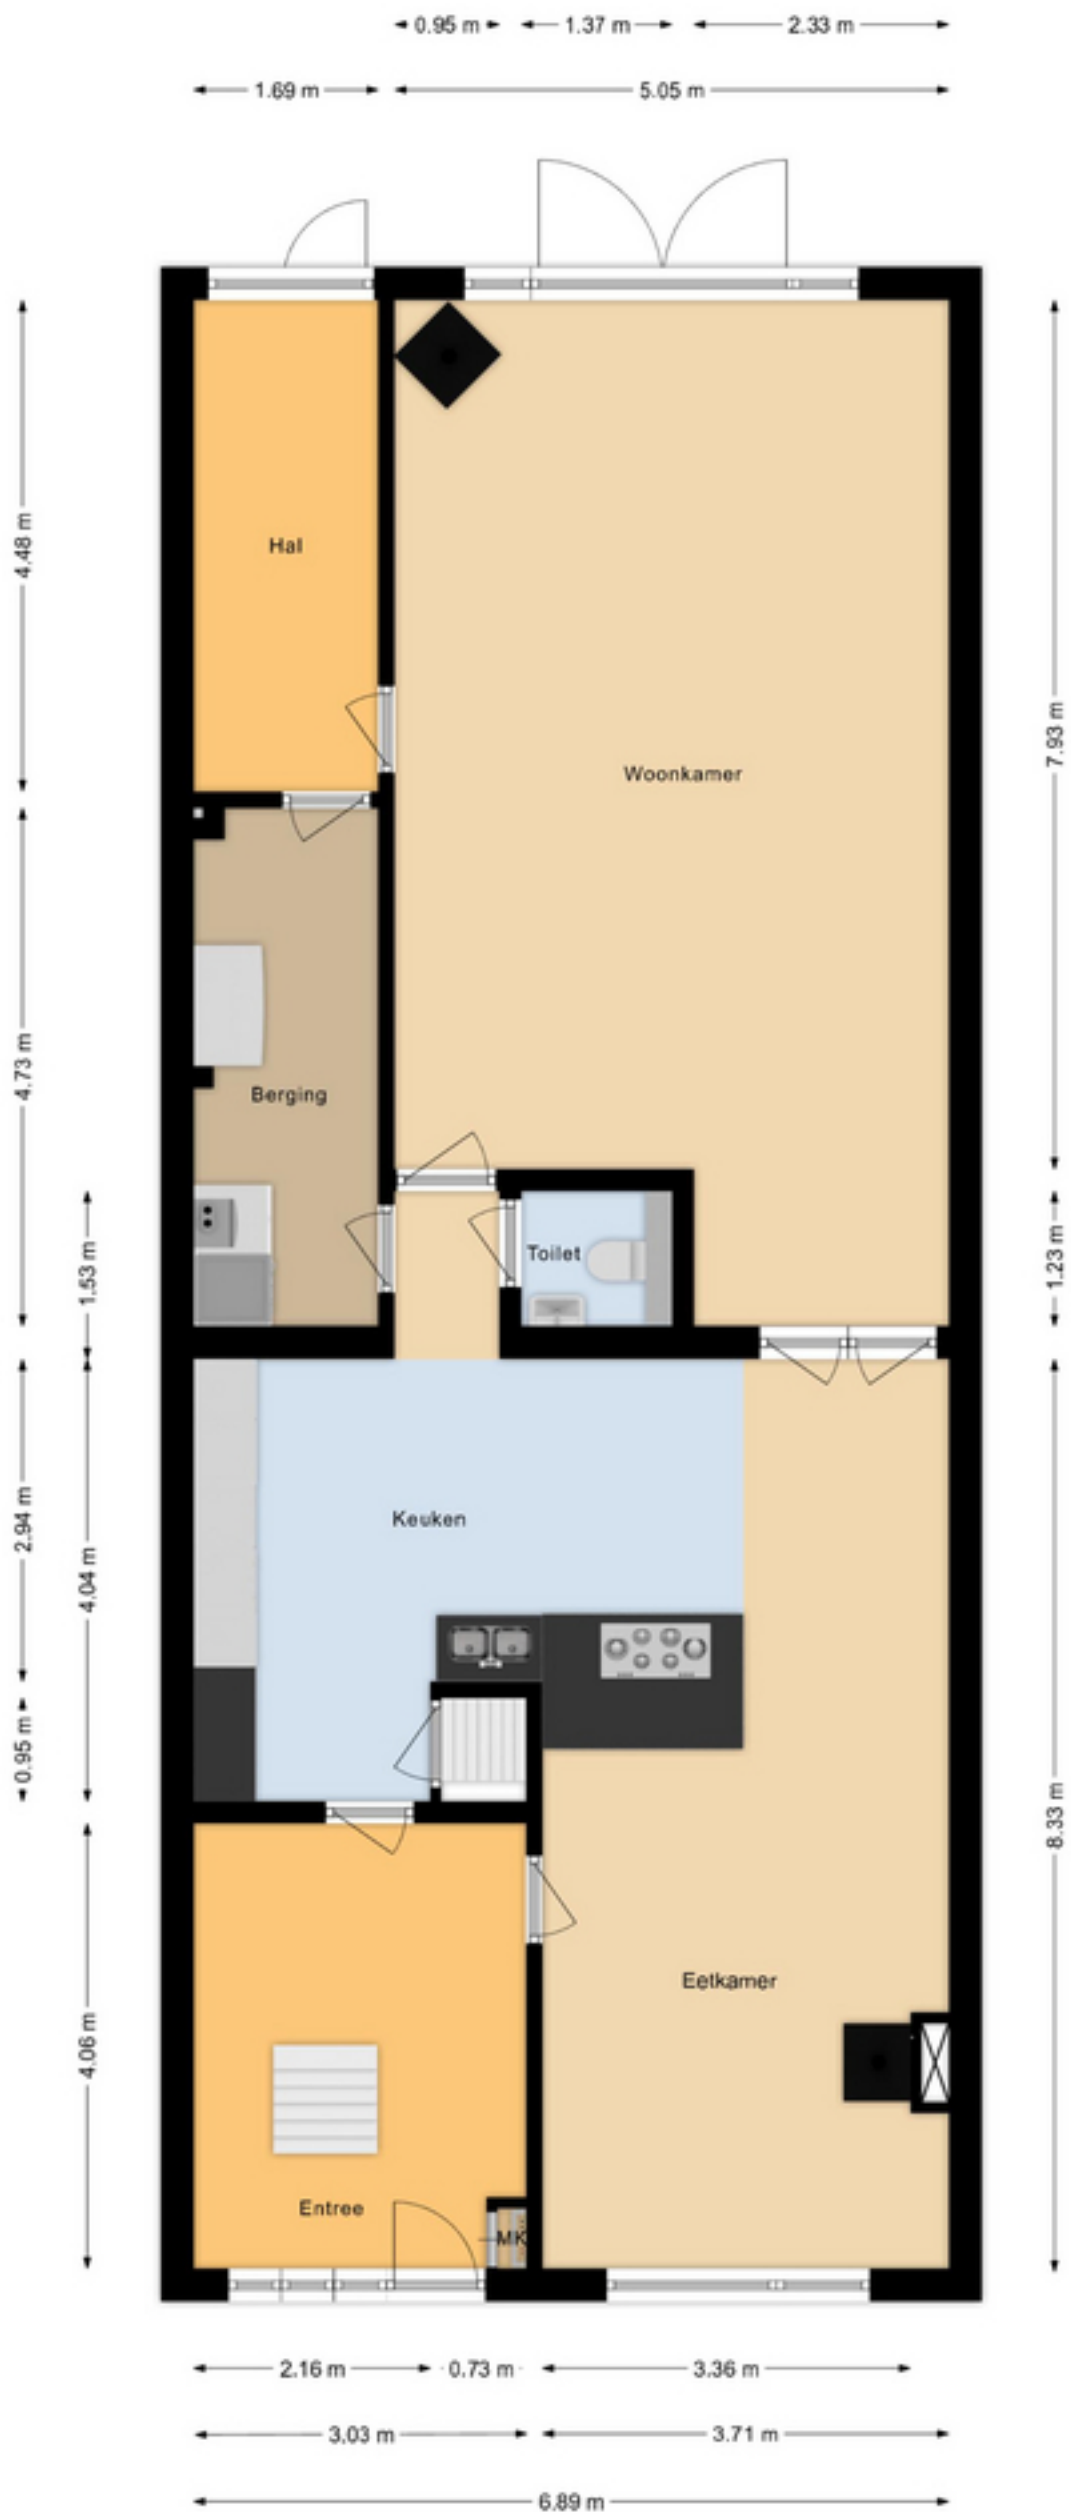 0.95 m
1.37 m
2.33 m
1.69 m
5.05 m
4.48 m
Hal
7.93 m
Woonkamer
4.73 m
Berging
1.53 m
Toilet
1.23 m
2.94 m
Keuken
4.04 m
0.95 m
8.33 m
Eetkamer
4.06 m
Entree
MK
2.16 m
0.73 m
3.36 m
3.03 m
3.71 m
6.89 m